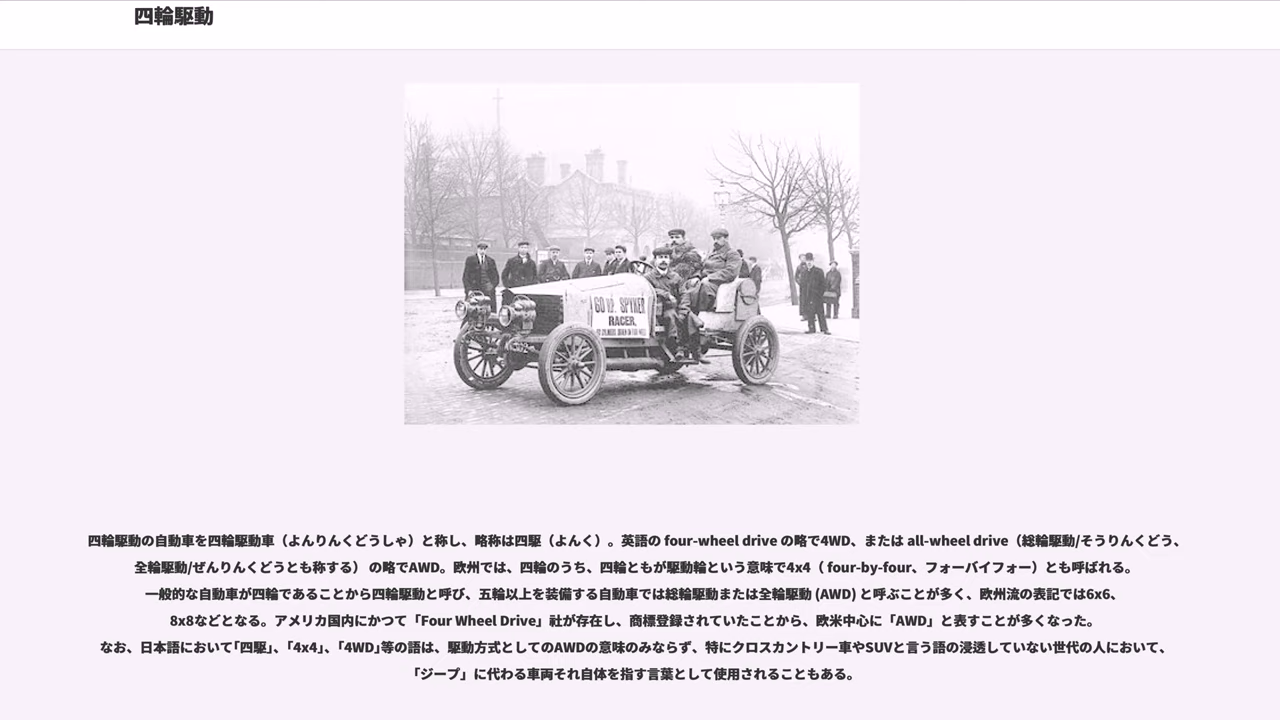 四輪駆動
60 H.P. SPYKER
RACER,
四輪駆動の自動車を四輪駆動車（よんりんくどうしゃ）と称し、略称は四駆（よんく）。英語の four-wheel drive の略で4WD、または all-wheel drive（総輪駆動/そうりんくどう、
全輪駆動/ぜんりんくどうとも称する） の略でAWD。欧州では、四輪のうち、四輪ともが駆動輪という意味で4x4（ four-by-four、フォーバイフォー）とも呼ばれる。
一般的な自動車が四輪であることから四輪駆動と呼び、五輪以上を装備する自動車では総輪駆動または全輪駆動 (AWD) と呼ぶことが多く、欧州流の表記では6x6、
8x8などとなる。アメリカ国内にかつて「Four Wheel Drive」社が存在し、商標登録されていたことから、欧米中心に「AWD」と表すことが多くなった。
なお、日本語において｢四駆｣、｢4x4｣、｢4WD｣等の語は、駆動方式としてのAWDの意味のみならず、特にクロスカントリー車やSUVと言う語の浸透していない世代の人において、
「ジープ」に代わる車両それ自体を指す言葉として使用されることもある。